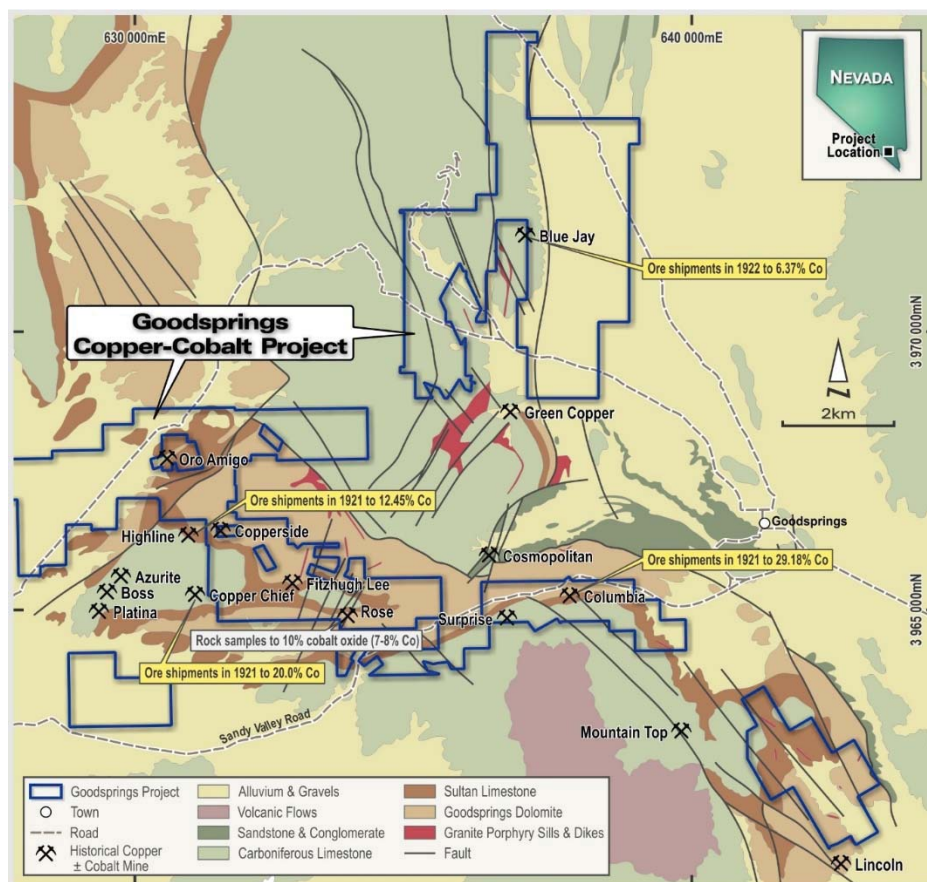 630 000mE
640 000mE
NEVADA
Project
Location
Blue Jay
Ore shipments in 1922 to 6.37% Co
Goodsprings
Copper-Cobalt Project
3 970 000mN
N
2km
Green Copper
Oro Amigo
Ore shipments in 1921 to 12.45% Co
Goodsprings
Highline
Copperside
Cosmopolitan
Ore shipments in 1921 to 29.18% Co
Azurite
Boss
Platina
Copper Chief
Fitzhugh Lee
Rose
Surprise
Columbia
3 965 000mN
Rock samples to 10% cobalt oxide (7-8% Co)
Ore shipments in 1921 to 20.0% Co
Sandy Valley Road
Mountain Top
Lincoln
Goodsprings Project
Town
Road
Historical Copper
± Cobalt Mine
Alluvium & Gravels
Volcanic Flows
Sandstone & Conglomerate
Carboniferous Limestone
Sultan Limestone
Goodsprings Dolomite
Granite Porphyry Sills & Dikes
Fault